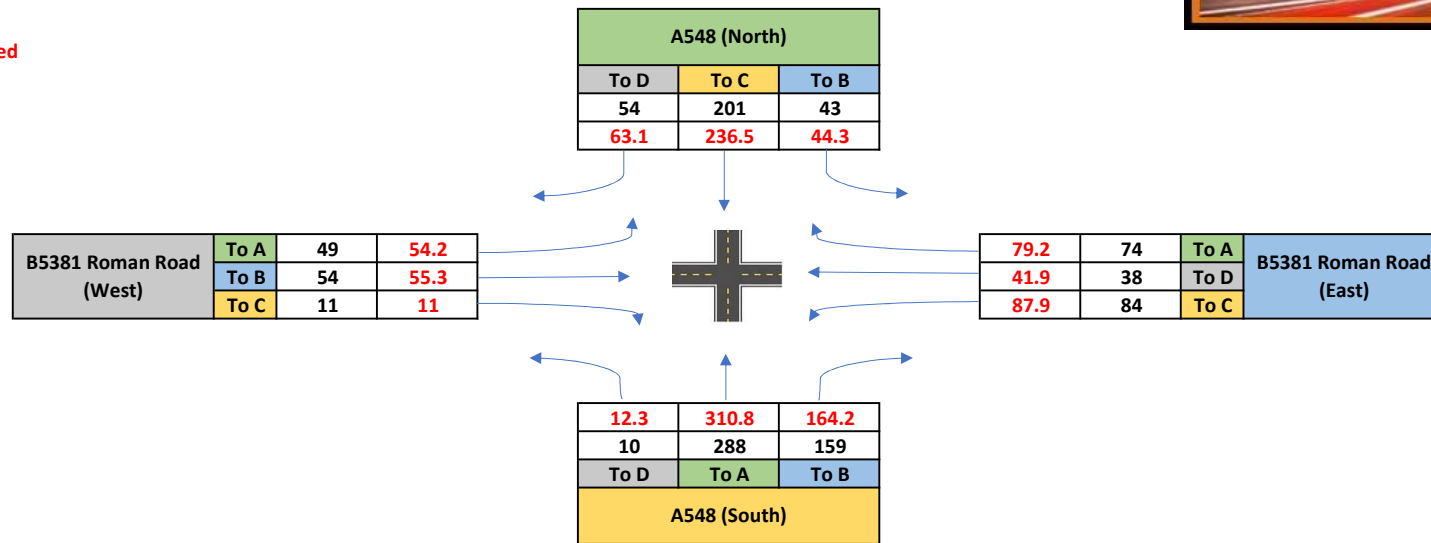 ed
A548 (North)
To D To C To B
54 201 43
63.1 236.5 44.3
B5381 Roman Road
(West)
To A 49 54.2
To B 54 55.3
To C 11 11
79.2 74 To A
41.9 38 To D
87.9 84 To C
B5381 Roman Road
(East)
12.3 310.8 164.2
10 288 159
To D To A To B
A548 (South)